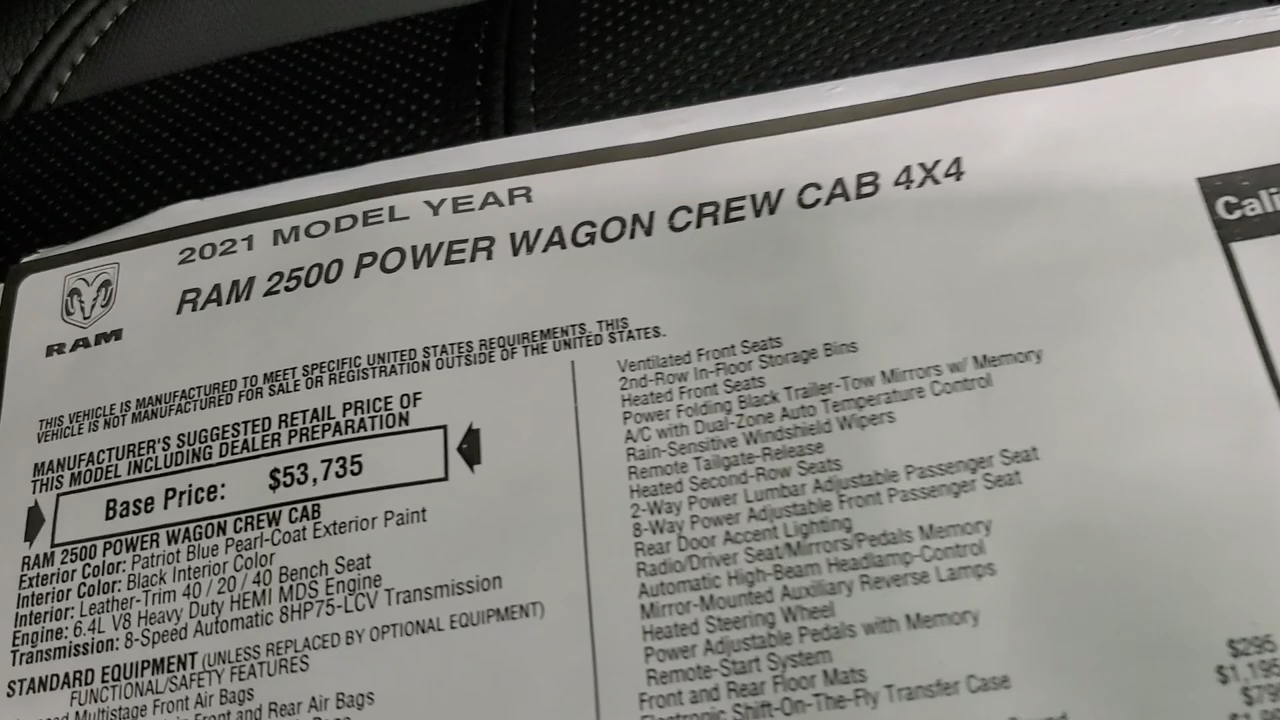 2021 MODEL YEAR
RAM 2500 POWER WAGON CREW CAB 4X4
RAM
THIS VEHICLE IS MANUFACTURED TO MEET SPECIFIC UNITED STATES REQUIREMENTS. THIS
VEHICLE IS NOT MANUFACTURED FOR SALE OR REGISTRATION OUTSIDE OF THE UNITED STATES.
MANUFACTURER'S SUGGESTED RETAIL PRICE OF
THIS MODEL INCLUDING DEALER PREPARATION
Base Price: $53,735
RAM 2500 POWER WAGON CREW CAB
Exterior Color: Patriot Blue Pearl-Coat Exterior Paint
Interior Color: Black Interior Color
Interior: Leather-Trim 40 / 20 / 40 Bench Seat
Engine: 6.4L V8 Heavy Duty HEMI MDS Engine
Transmission: 8-Speed Automatic 8HP75-LCV Transmission
STANDARD EQUIPMENT (UNLESS REPLACED BY OPTIONAL EQUIPMENT)
FUNCTIONAL/SAFETY FEATURES
Multistage Front Air Bags
Front and Rear Air Bags
Ventilated Front Seats
2nd-Row In-Floor Storage Bins
Heated Front Seats
Power Folding Black Trailer-Tow Mirrors w/ Memory
A/C with Dual-Zone Auto Temperature Control
Rain-Sensitive Windshield Wipers
Remote Tailgate-Release
Heated Second-Row Seats
2-Way Power Lumbar Adjustable Passenger Seat
8-Way Power Adjustable Front Passenger Seat
Rear Door Accent Lighting
Radio/Driver Seat/Mirrors/Pedals Memory
Automatic High-Beam Headlamp-Control
Mirror-Mounted Auxiliary Reverse Lamps
Heated Steering Wheel
Power Adjustable Pedals with Memory
Remote-Start System
Front and Rear Floor Mats
Shift-On-The-Fly Transfer Case
$295
$1,195
Cali